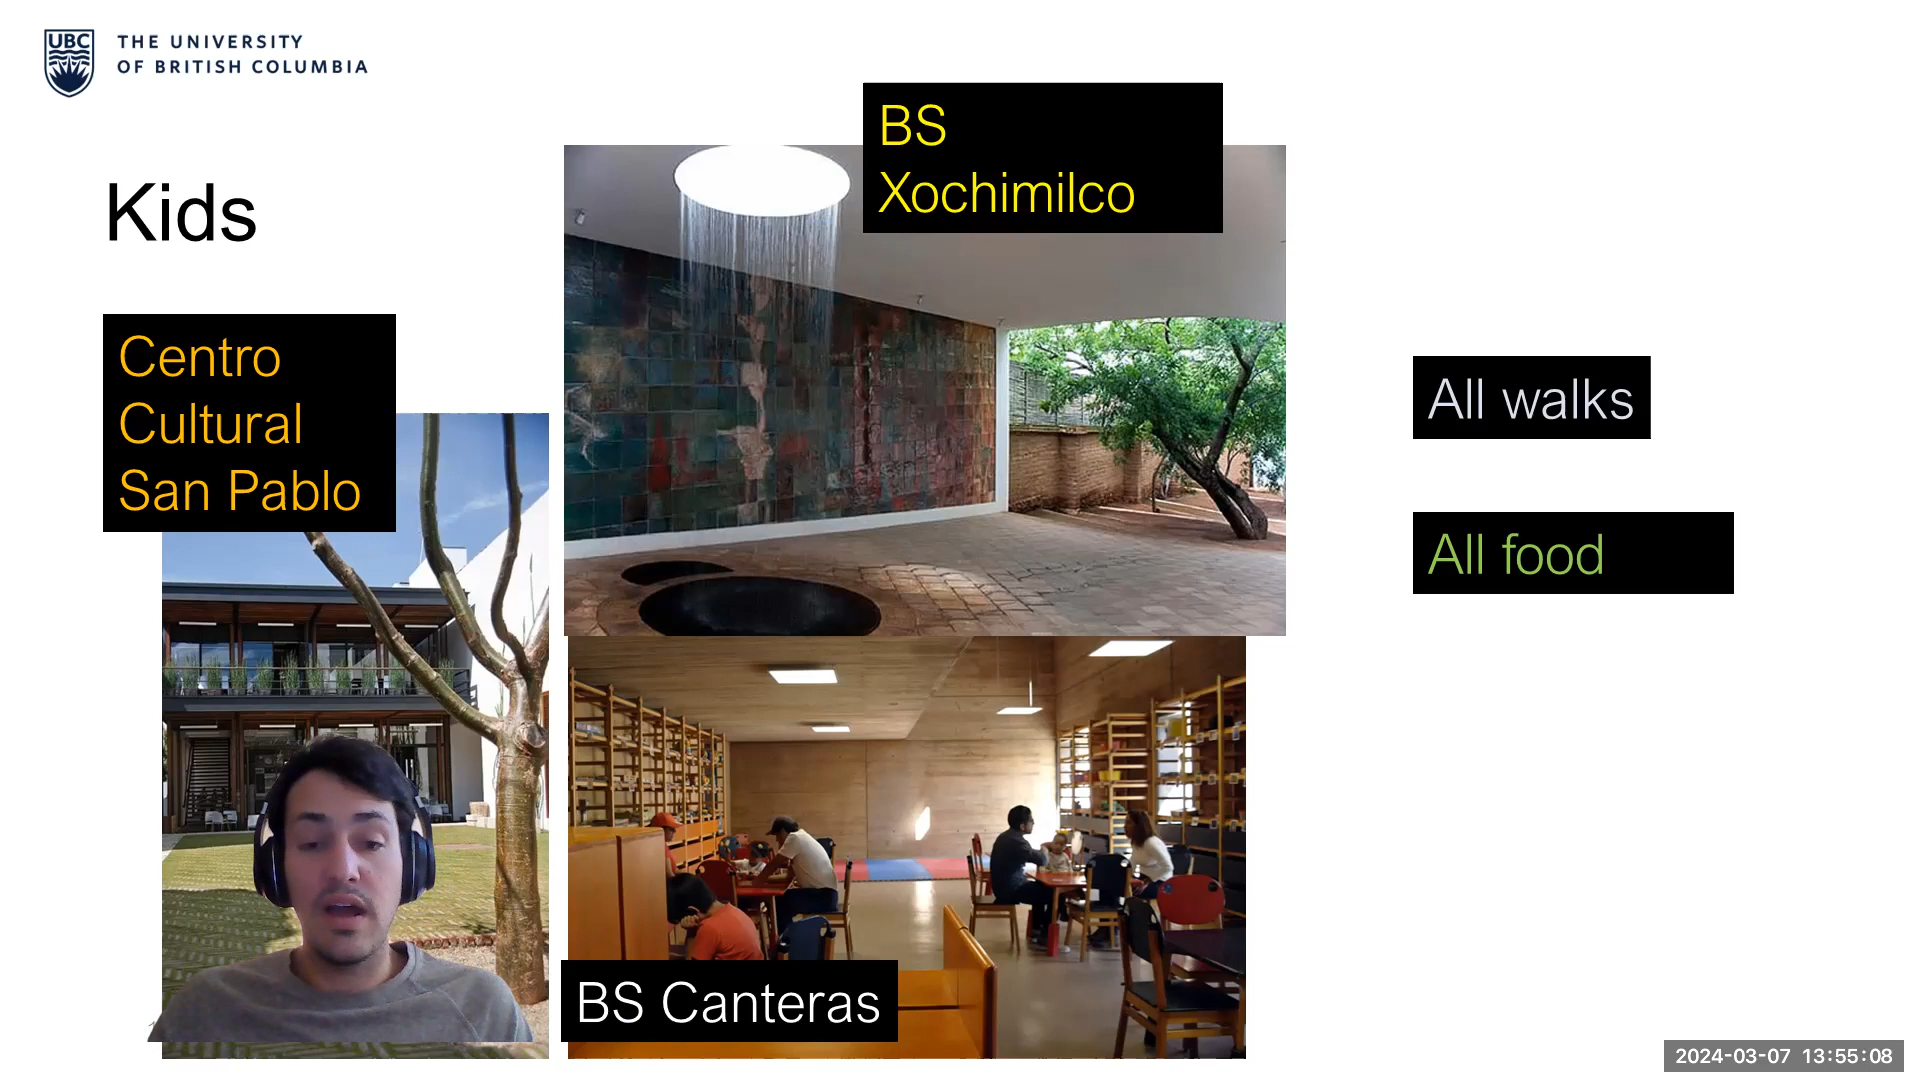 UBC
THE UNIVERSITY
OF BRITISH COLUMBIA
BS
Xochimilco
Kids
Centro
Cultural
San Pablo
All walks
All food
BS Canteras
2024-03-07 13:55:08